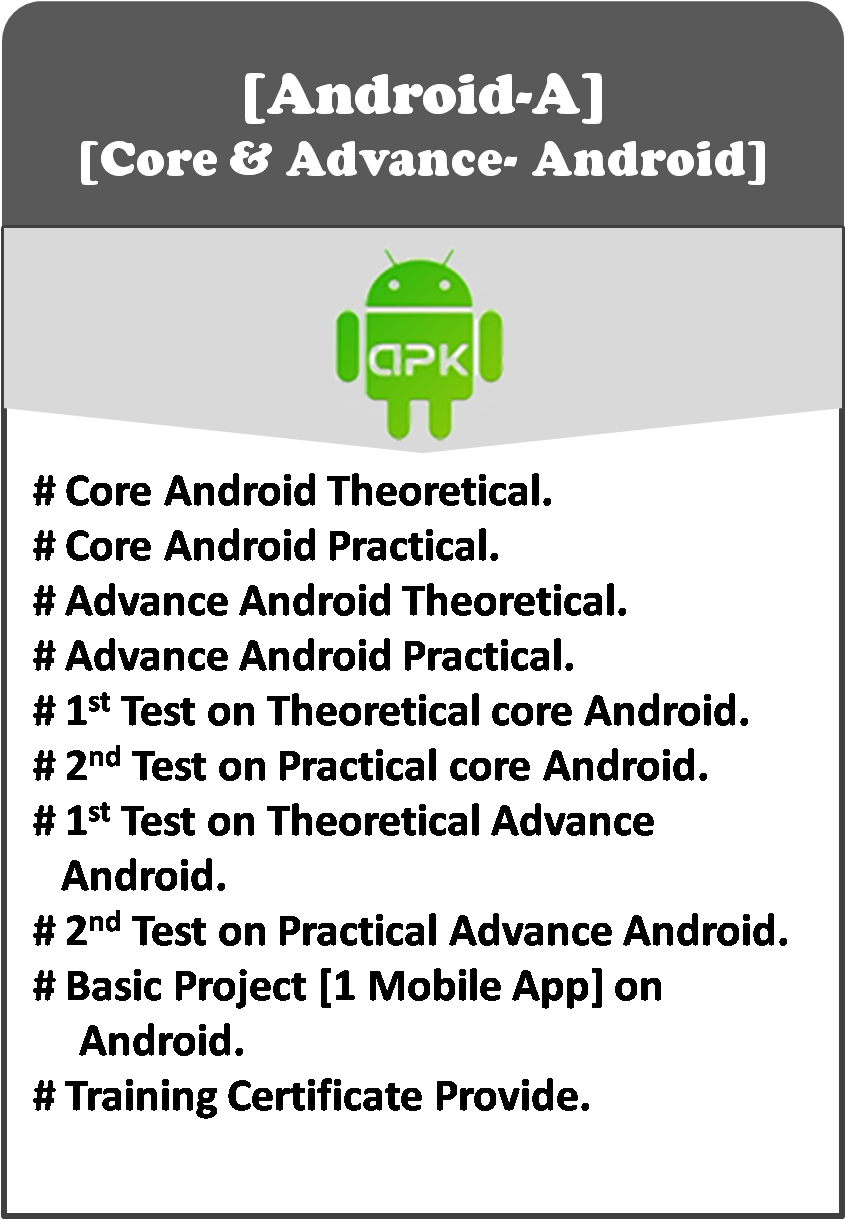 [Android-A]
[Core & Advance- Android]
APK
# Core Android Theoretical.
# Core Android Practical.
# Advance Android Theoretical.
# Advance Android Practical.
# 1st Test on Theoretical core Android.
# 2nd Test on Practical core Android.
# 1st Test on Theoretical Advance
Android.
# 2nd Test on Practical Advance Android.
# Basic Project [1 Mobile App] on
Android.
# Training Certificate Provide.